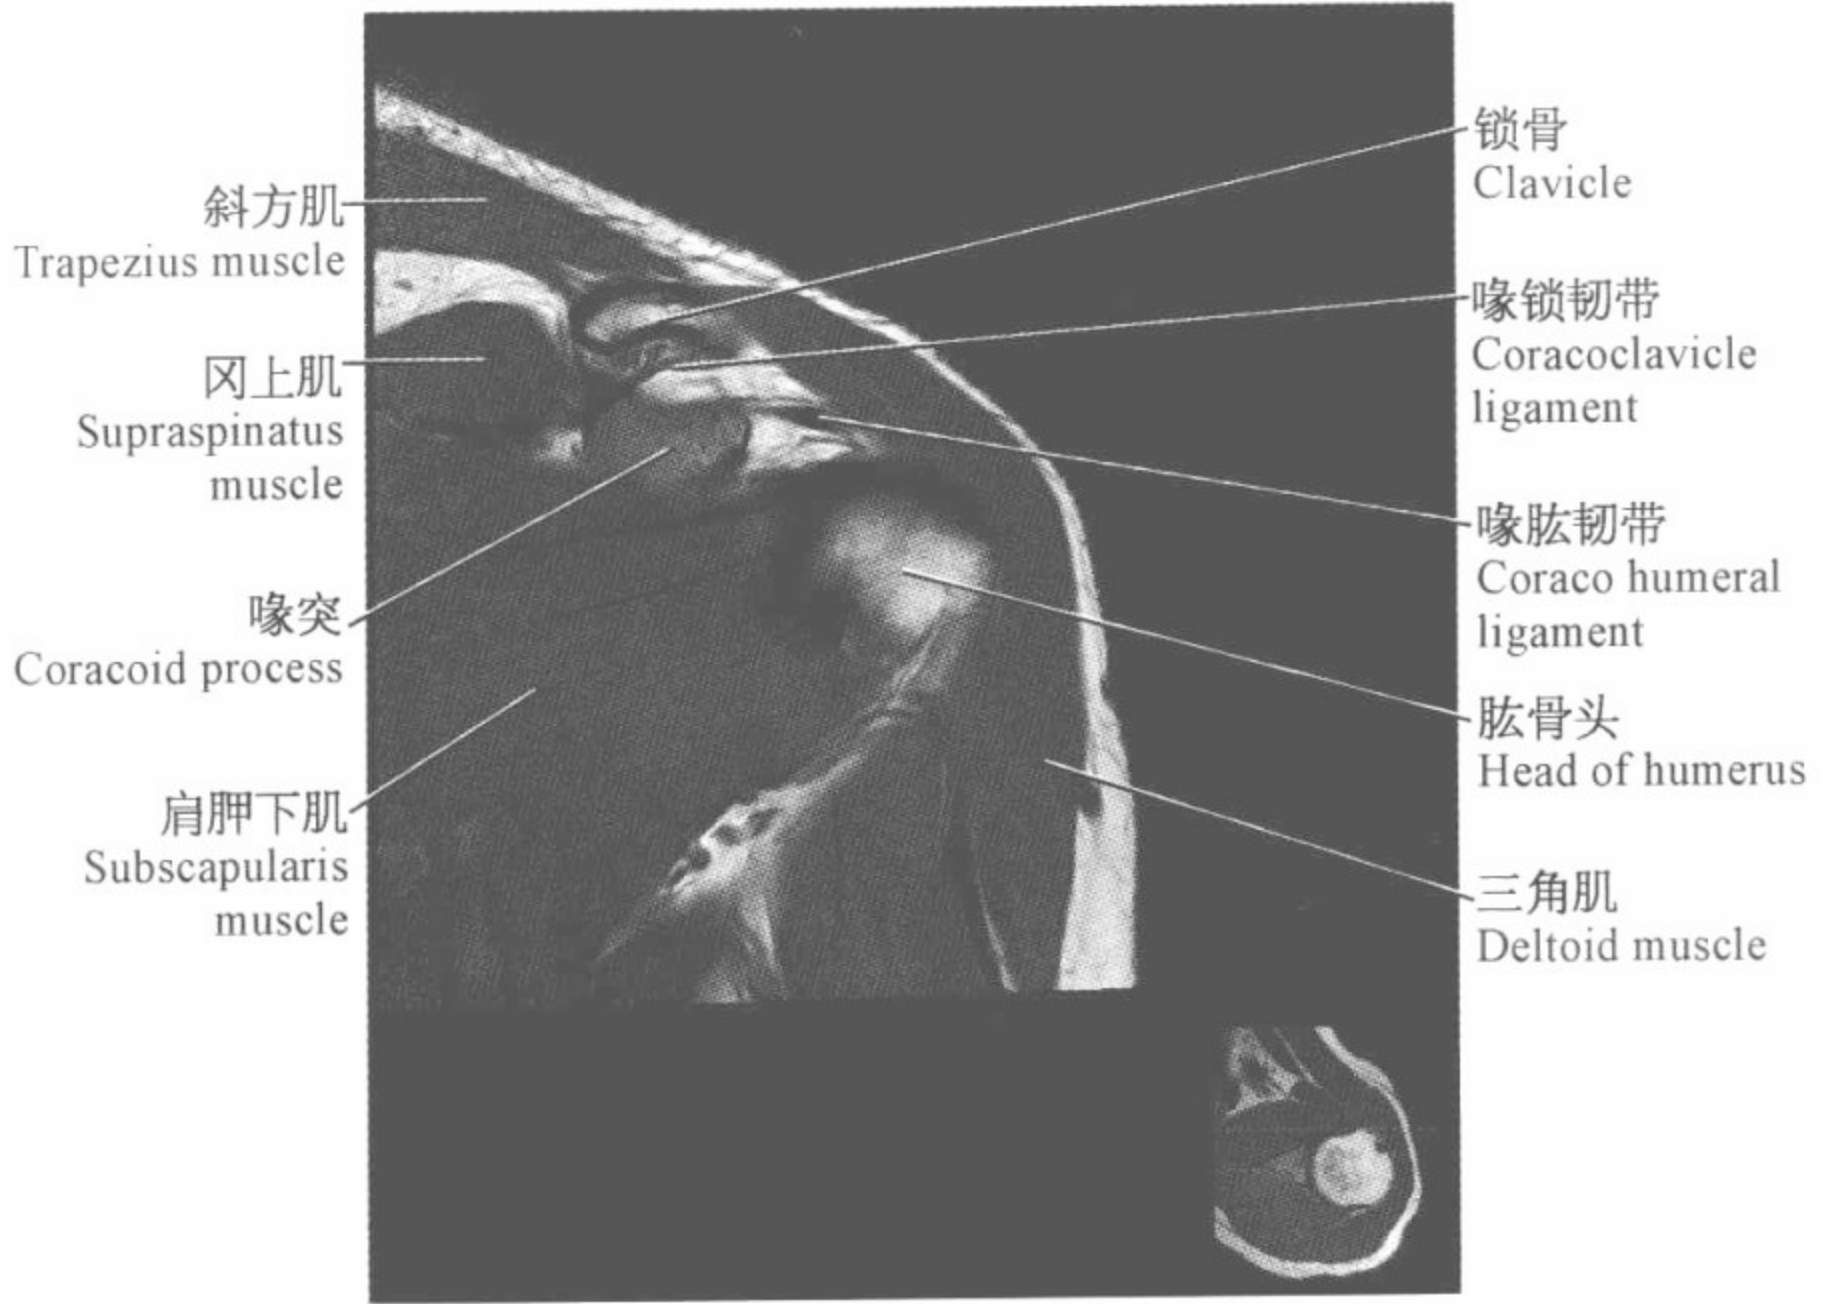 斜方肌
Trapezius muscle
冈上肌
Supraspinatus
muscle
喙突
Coracoid process
肩胛下肌
Subscapularis
muscle
锁骨
Clavicle
喙锁韧带
Coracoclavicle
ligament
喙肱韧带
Coraco humeral
ligament
肱骨头
Head of humerus
三角肌
Deltoid muscle